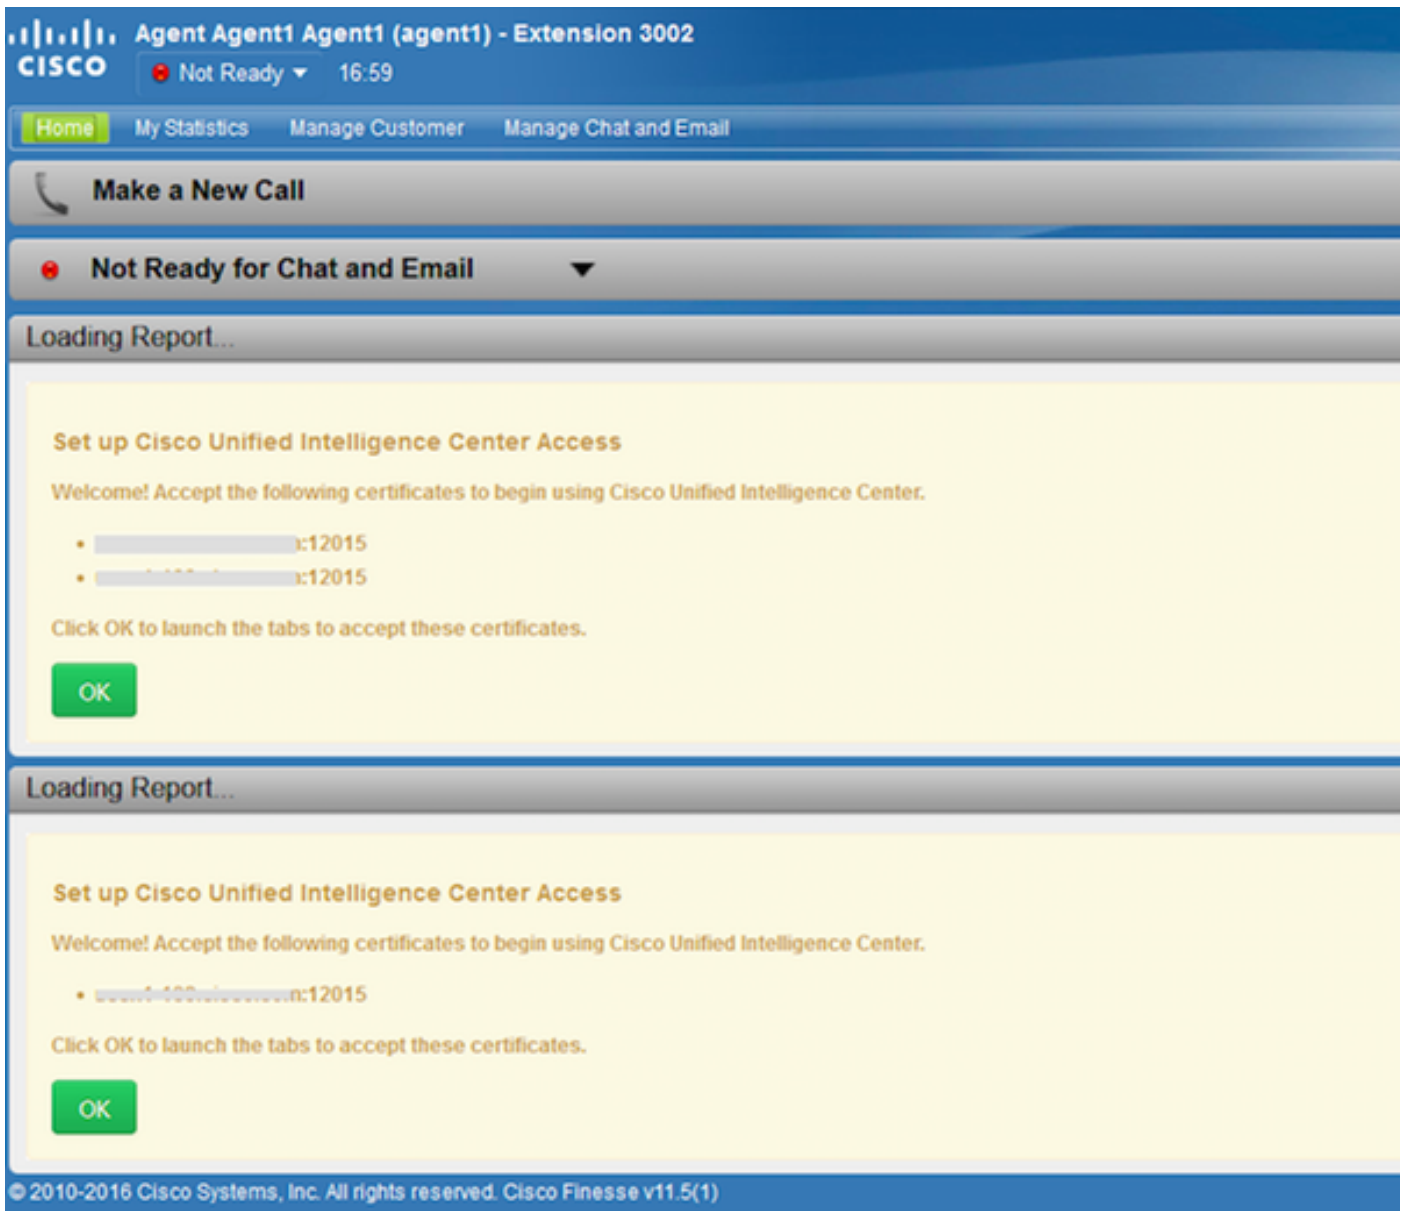 Agent Agent1 Agent1 (agent1) - Extension 3002
CISCO
Not Ready 16:59
Home My Statistics Manage Customer Manage Chat and Email
Make a New Call
Not Ready for Chat and Email
Loading Report...
Set up Cisco Unified Intelligence Center Access
Welcome! Accept the following certificates to begin using Cisco Unified Intelligence Center.
• :12015
• :12015
Click OK to launch the tabs to accept these certificates.
OK
Loading Report...
Set up Cisco Unified Intelligence Center Access
Welcome! Accept the following certificates to begin using Cisco Unified Intelligence Center.
• n:12015
Click OK to launch the tabs to accept these certificates.
OK
© 2010-2016 Cisco Systems, Inc. All rights reserved. Cisco Finesse v11.5(1)